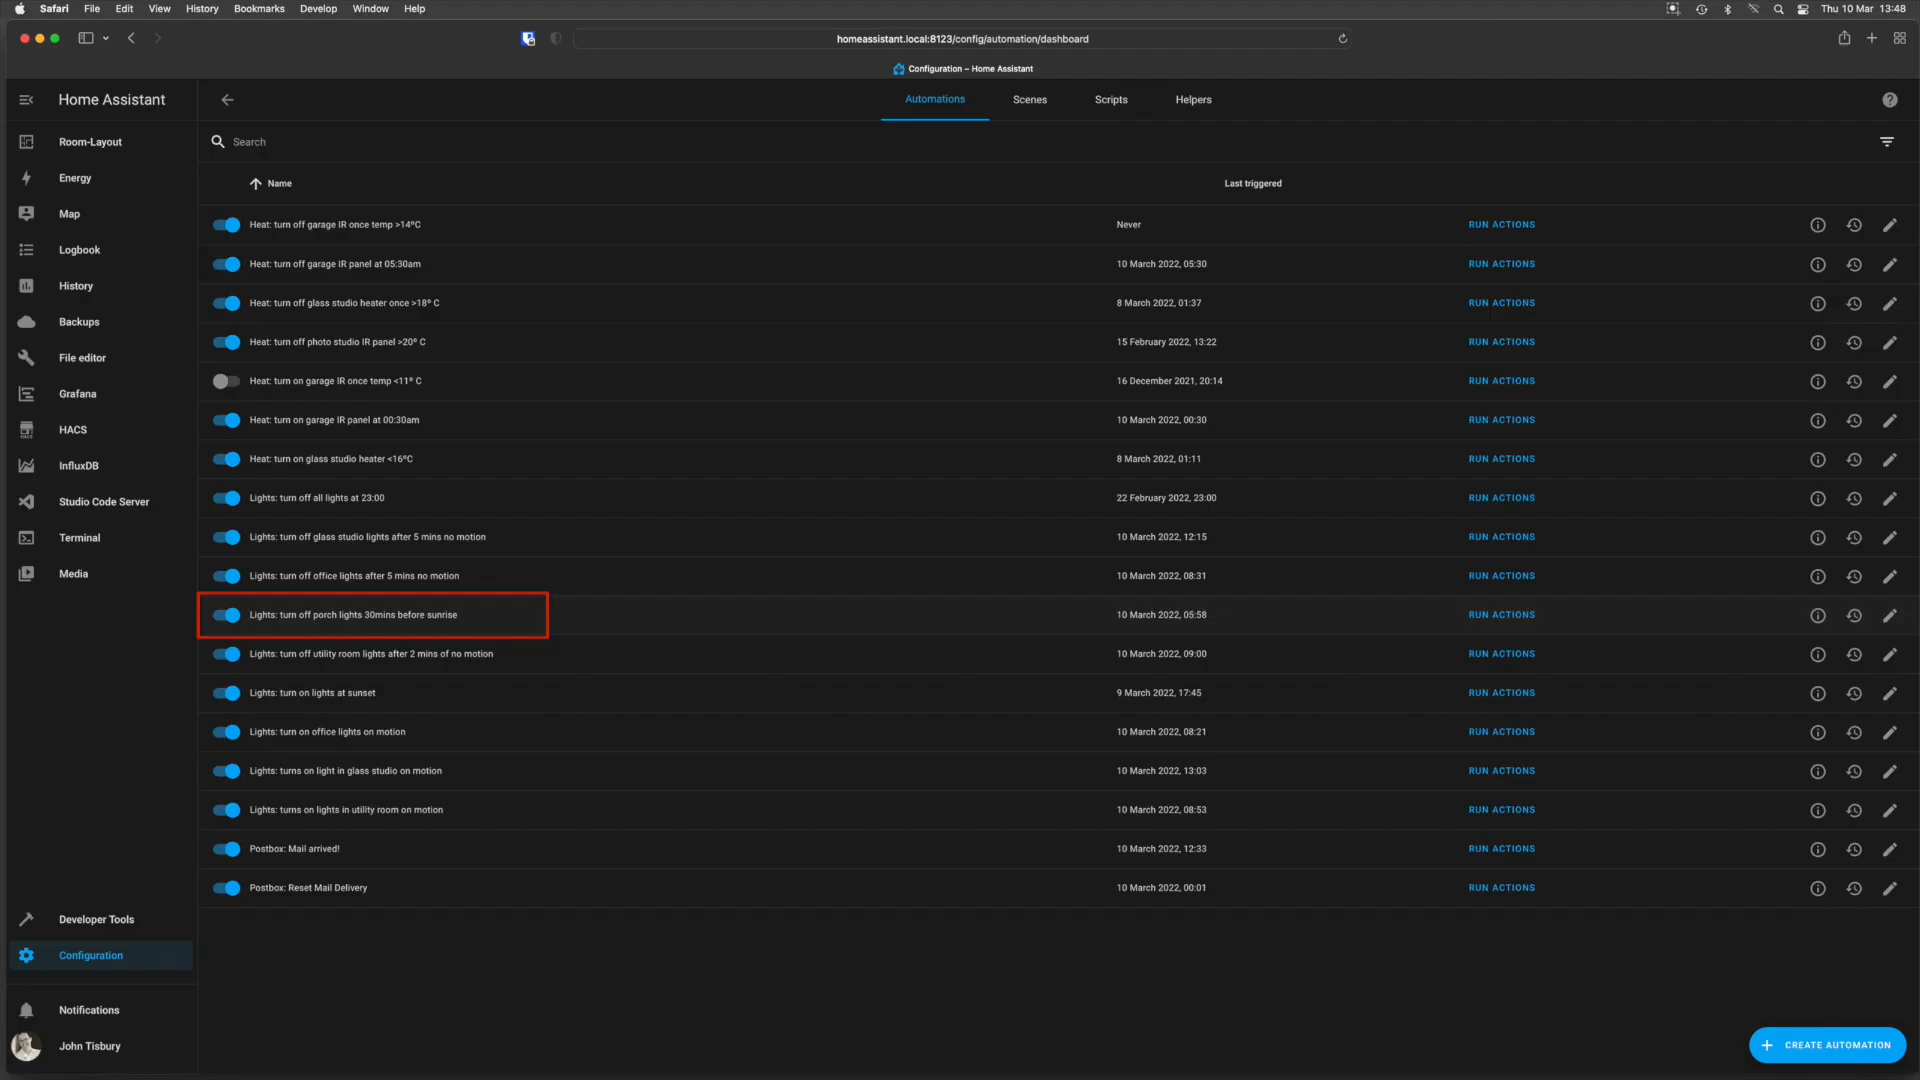 Safari File Edit View History Bookmarks Develop Window Help Thu 10 Mar 13:48
homeassistant.local:8123/config/automation/dashboard
Configuration – Home Assistant
Home Assistant
Automations Scenes Scripts Helpers
Room-Layout
Energy
Map
Logbook
History
Backups
File editor
Grafana
HACS
InfluxDB
Studio Code Server
Terminal
Media
Developer Tools
Configuration
Notifications
John Tisbury
Search
Name Last triggered
Heat: turn off garage IR once temp >14ºC Never RUN ACTIONS
Heat: turn off garage IR panel at 05:30am 10 March 2022, 05:30 RUN ACTIONS
Heat: turn off glass studio heater once >18º C 8 March 2022, 01:37 RUN ACTIONS
Heat: turn off photo studio IR panel >20º C 15 February 2022, 13:22 RUN ACTIONS
Heat: turn on garage IR once temp <11º C 16 December 2021, 20:14 RUN ACTIONS
Heat: turn on garage IR panel at 00:30am 10 March 2022, 00:30 RUN ACTIONS
Heat: turn on glass studio heater <16ºC 8 March 2022, 01:11 RUN ACTIONS
Lights: turn off all lights at 23:00 22 February 2022, 23:00 RUN ACTIONS
Lights: turn off glass studio lights after 5 mins no motion 10 March 2022, 12:15 RUN ACTIONS
Lights: turn off office lights after 5 mins no motion 10 March 2022, 08:31 RUN ACTIONS
Lights: turn off porch lights 30mins before sunrise 10 March 2022, 05:58 RUN ACTIONS
Lights: turn off utility room lights after 2 mins of no motion 10 March 2022, 09:00 RUN ACTIONS
Lights: turn on lights at sunset 9 March 2022, 17:45 RUN ACTIONS
Lights: turn on office lights on motion 10 March 2022, 08:21 RUN ACTIONS
Lights: turns on light in glass studio on motion 10 March 2022, 13:03 RUN ACTIONS
Lights: turns on lights in utility room on motion 10 March 2022, 08:53 RUN ACTIONS
Postbox: Mail arrived! 10 March 2022, 12:33 RUN ACTIONS
Postbox: Reset Mail Delivery 10 March 2022, 00:01 RUN ACTIONS
CREATE AUTOMATION